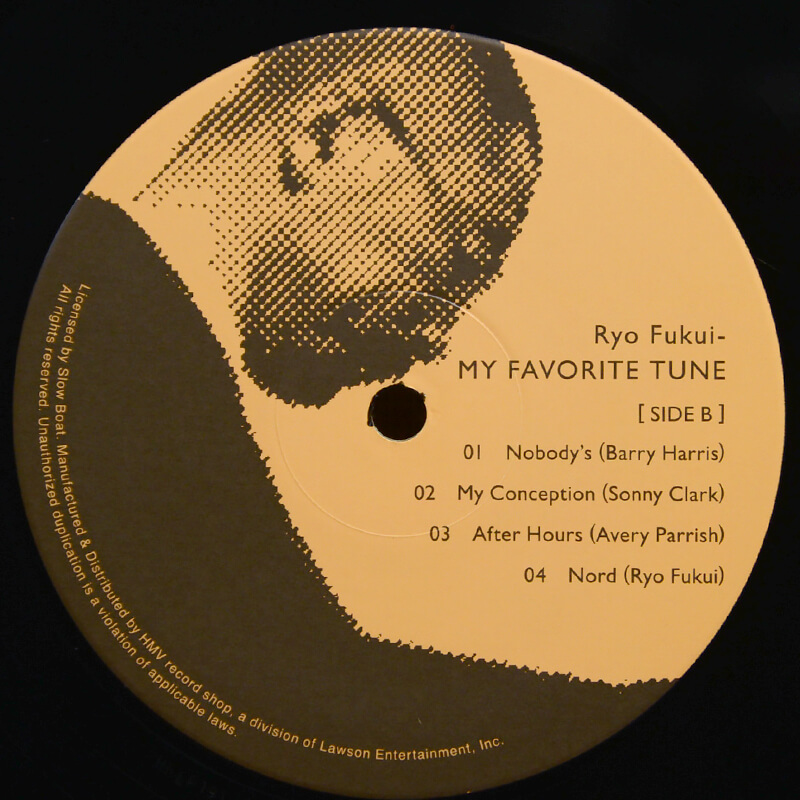 Ryo Fukui-
MY FAVORITE TUNE
[ SIDE B ]
01 Nobody's (Barry Harris)
02 My Conception (Sonny Clark)
03 After Hours (Avery Parrish)
04 Nord (Ryo Fukui)
Licensed by Slow Boat. Manufactured & Distributed by HMV record shop, a division of Lawson Entertainment, Inc.
All rights reserved. Unauthorized duplication is a violation of applicable laws.